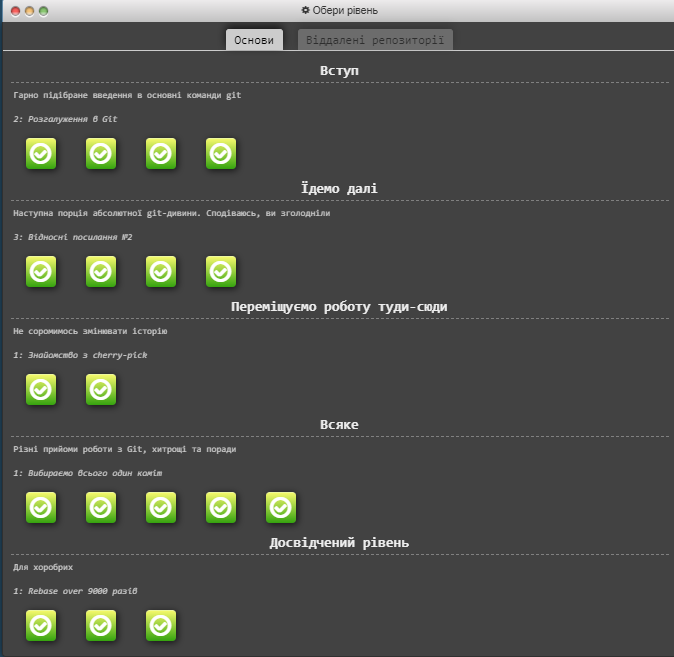 Обери рівень
Основи
Віддалені репозиторії
Вступ
Гарно підібране введення в основні команди git
2: Розгалуження в Git
Їдемо далі
Наступна порція абсолютної git-дивини. Сподіваюсь, ви зголодніли
3: Відносні посилання №2
Переміщуємо роботу туди-сюди
Не соромимось змінювати історію
1: Знайомство з cherry-pick
Всяке
Різні прийоми роботи з Git, хитрощі та поради
1: Вибираємо всього один коміт
Досвідчений рівень
Для хоробрих
1: Rebase over 9000 разів